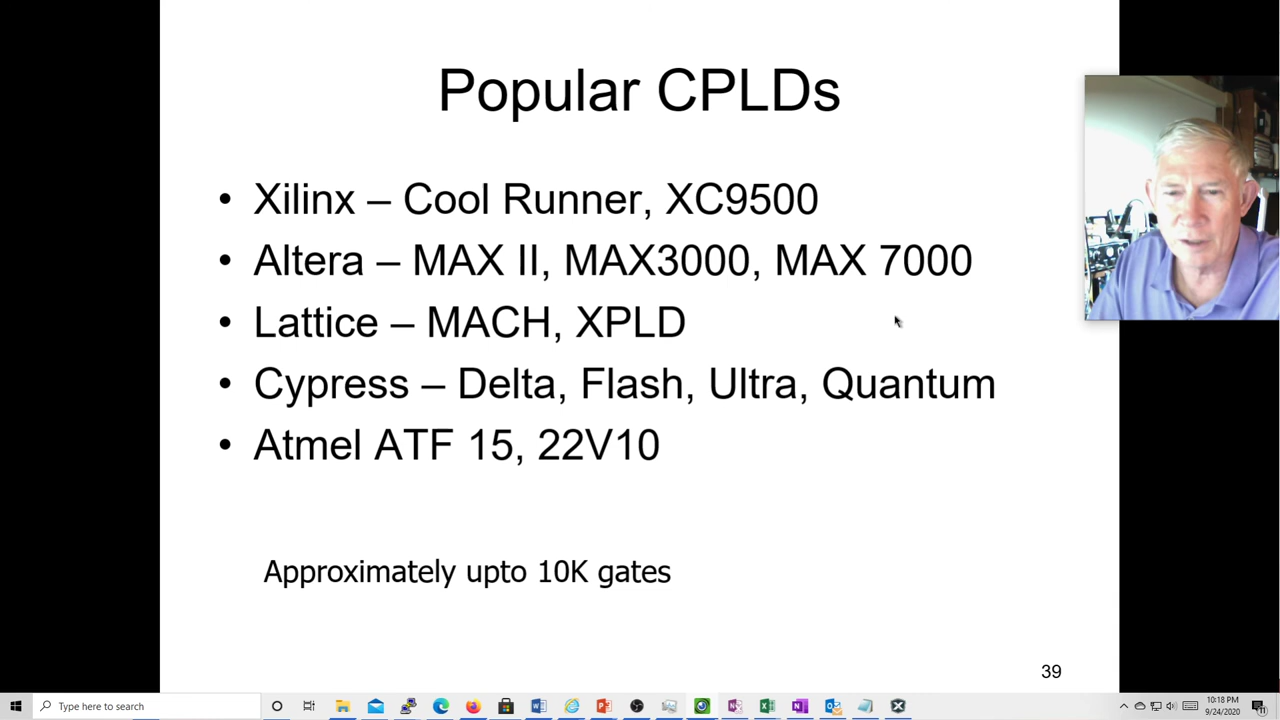 Popular CPLDs
• Xilinx – Cool Runner, XC9500
• Altera – MAX II, MAX3000, MAX 7000
• Lattice – MACH, XPLD
• Cypress – Delta, Flash, Ultra, Quantum
• Atmel ATF 15, 22V10
Approximately upto 10K gates
39
Type here to search
10:18 PM
9/24/2020